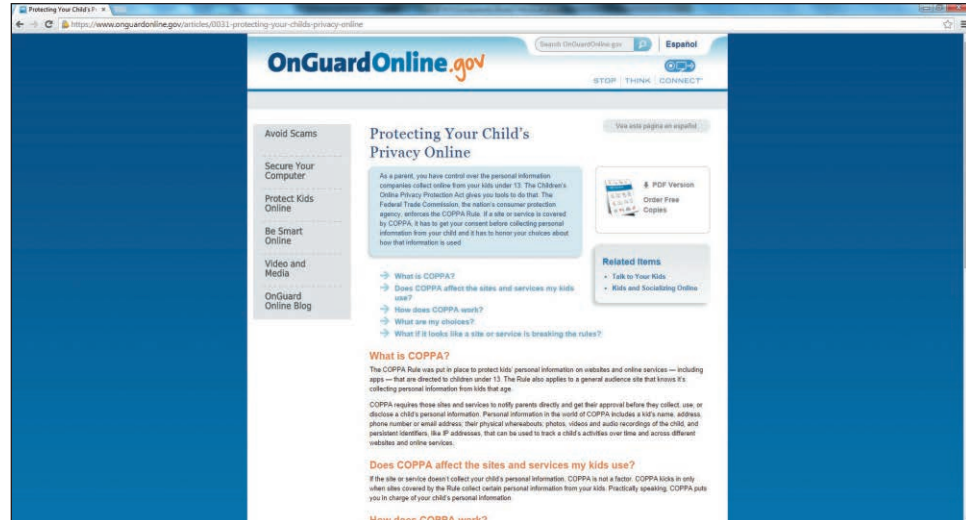 Protecting Your Child's Pr
https://www.onguardonline.gov/articles/0031-protecting-your-childs-privacy-online
Search OnGuardOnline.gov
Español
OnGuardOnline.gov
STOP | THINK | CONNECT
View esta página en español
Avoid Scams
Secure Your
Computer
Protect Kids
Online
Be Smart
Online
Video and
Media
OnGuard
Online Blog
Protecting Your Child's
Privacy Online
As a parent, you have control over the personal information
companies collect online from your kids under 13. The Children's
Online Privacy Protection Act gives you tools to do that. The
Federal Trade Commission, the nation's consumer protection
agency, enforces the COPPA Rule. If a site or service is covered
by COPPA, it has to get your consent before collecting personal
information from your child and it has to honor your choices about
how that information is used.
PDF Version
Order Free
Copies
Related Items
• Talk to Your Kids
• Kids and Socializing Online
What is COPPA?
Does COPPA affect the sites and services my kids
use?
How does COPPA work?
What are my choices?
What if it looks like a site or service is breaking the rules?
What is COPPA?
The COPPA Rule was put in place to protect kids' personal information on websites and online services — including
apps — that are directed to children under 13. The Rule also applies to a general audience site that knows it's
collecting personal information from kids that age.
COPPA requires those sites and services to notify parents directly and get their approval before they collect, use, or
disclose a child's personal information. Personal information in the world of COPPA includes a kid's name, address,
phone number or email address; their physical whereabouts; photos, videos and audio recordings of the child, and
persistent identifiers, like IP addresses, that can be used to track a child's activities over time and across different
websites and online services.
Does COPPA affect the sites and services my kids use?
If the site or service doesn't collect your child's personal information, COPPA is not a factor. COPPA kicks in only
when sites covered by the Rule collect certain personal information from your kids. Practically speaking, COPPA puts
you in charge of your child's personal information.
How does COPPA work?